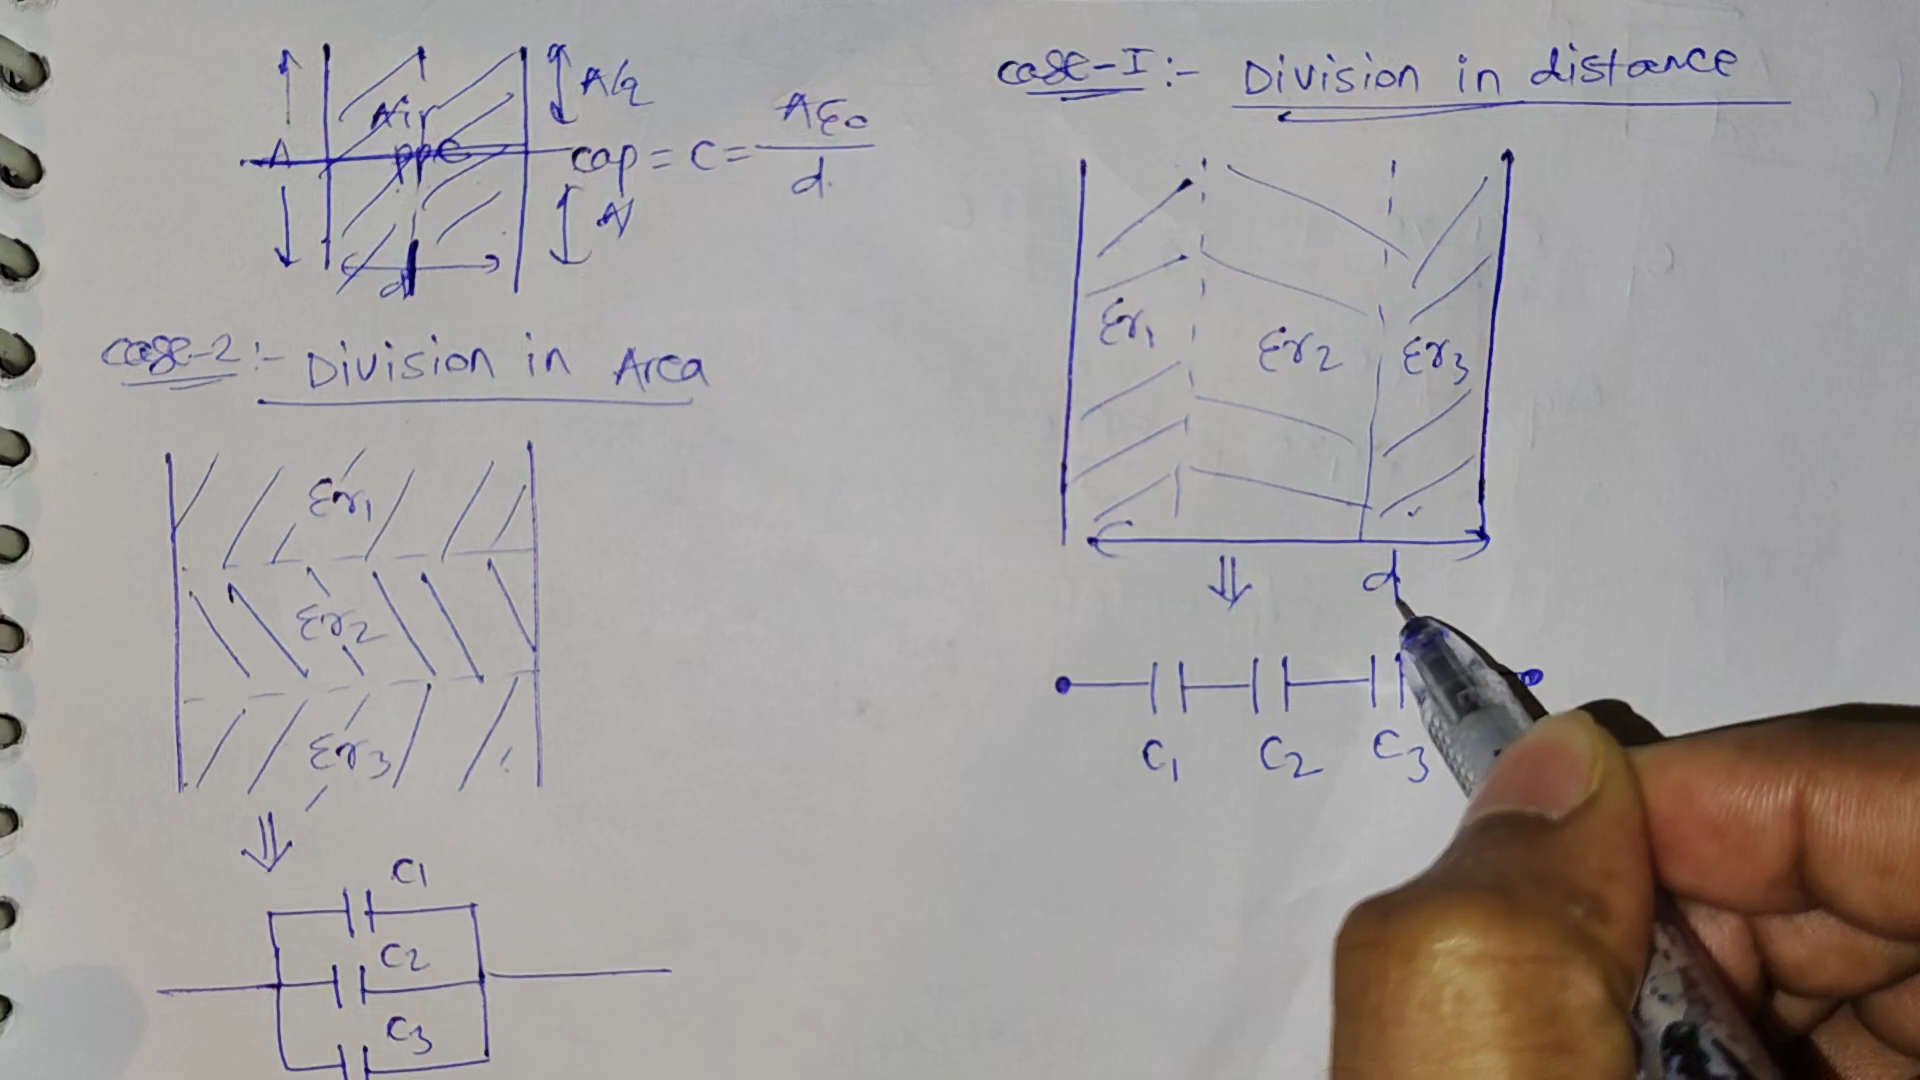 Air
A
ppc
A/2
cap = C = Aε₀/d
d
case-2:- Division in Area
εr₁
εr₂
εr₃
⇓
C₁
C₂
C₃
case-I:- Division in distance
εr₁ εr₂ εr₃
d
⇓
C₁ C₂ C₃